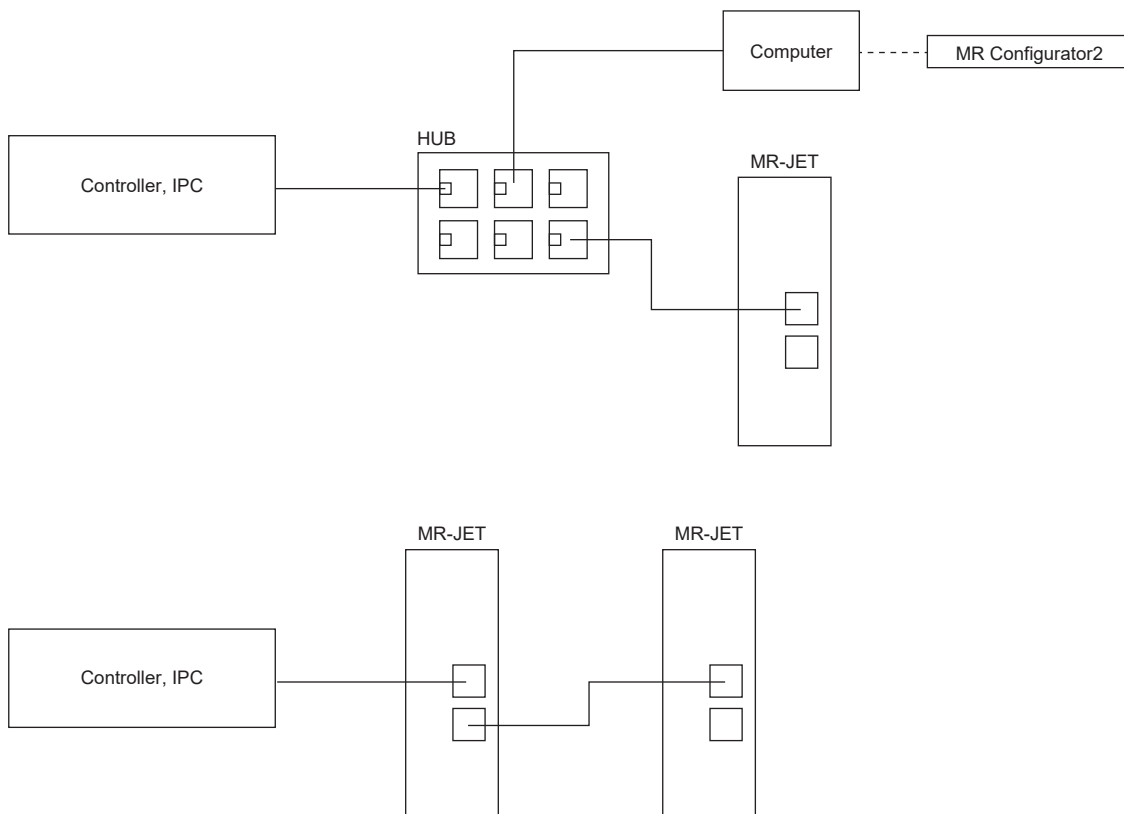 Computer
MR Configurator2
HUB
Controller, IPC
MR-JET
MR-JET
MR-JET
Controller, IPC